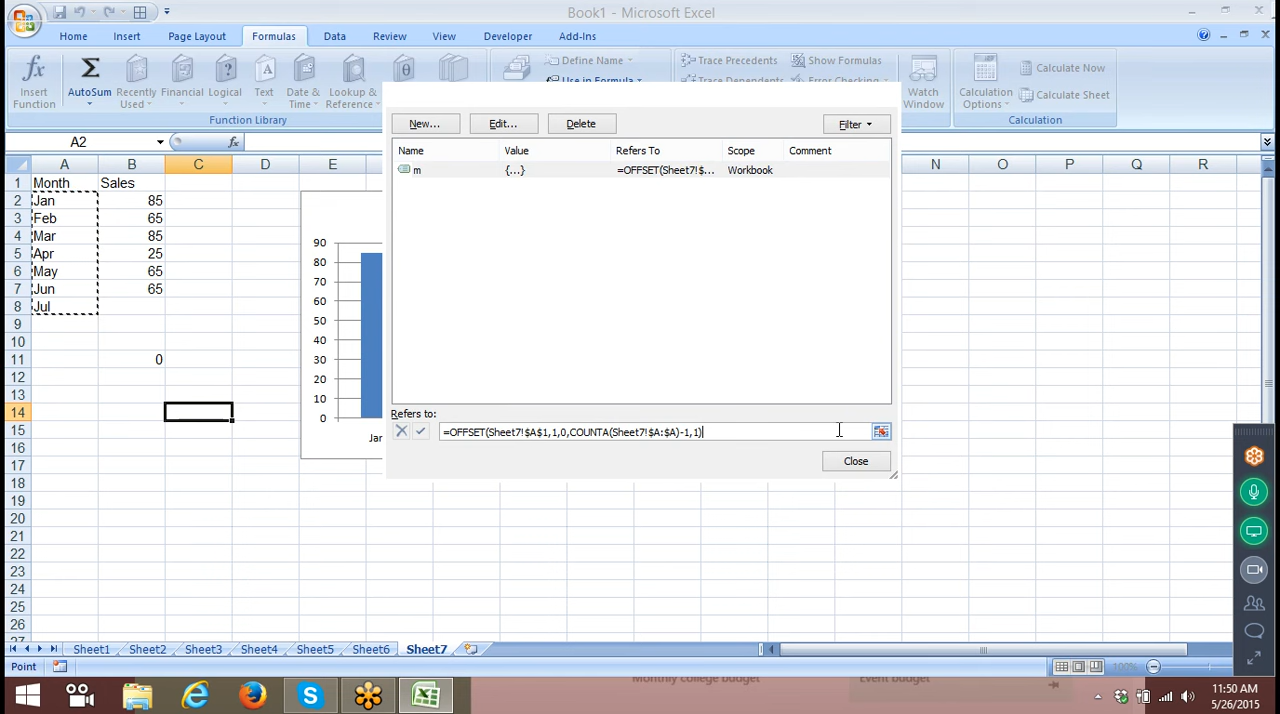 Book1 - Microsoft Excel
Home Insert Page Layout Formulas Data Review View Developer Add-Ins
Insert Function
AutoSum
Recently Used
Financial
Logical
Text
Date & Time
Lookup & Reference
Define Name
Use in Formula
Trace Precedents
Trace Dependents
Show Formulas
Error Checking
Watch Window
Calculation Options
Calculate Now
Calculate Sheet
Function Library
Calculation
A2 fx
A B C D E N O P Q R
1 Month Sales
2 Jan 85
3 Feb 65
4 Mar 85
5 Apr 25
6 May 65
7 Jun 65
8 Jul
9
10
11 0
12
13
14
15
16
17
18
19
20
21
22
23
24
25
26
27
90
80
70
60
50
40
30
20
10
0
Jar
New... Edit... Delete Filter
Name Value Refers To Scope Comment
m {...} =OFFSET(Sheet7!$... Workbook
Refers to:
=OFFSET(Sheet7!$A$1,1,0,COUNTA(Sheet7!$A:$A)-1,1)
Close
Sheet1 Sheet2 Sheet3 Sheet4 Sheet5 Sheet6 Sheet7
Point 100%
Monthly college budget Event budget
11:50 AM
5/26/2015